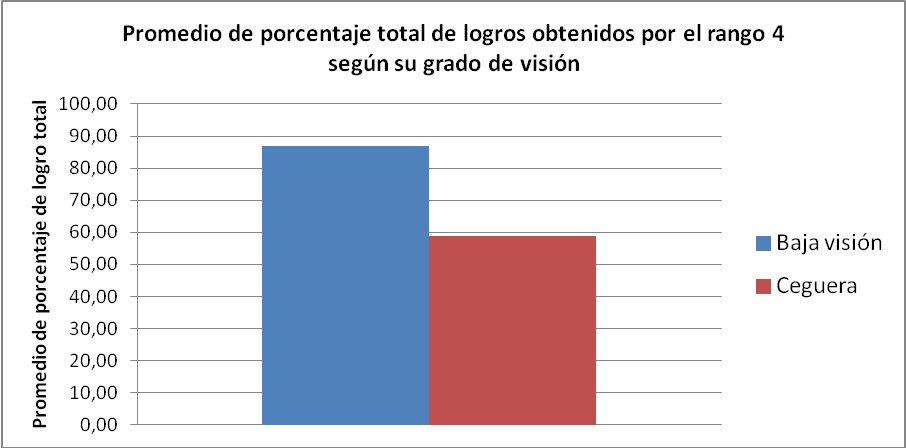 Promedio de porcentaje total de logros obtenidos por el rango 4
según su grado de visión
Promedio de porcentaje de logro total
100,00
90,00
80,00
70,00
60,00
50,00
40,00
30,00
20,00
10,00
0,00
Baja visión
Ceguera